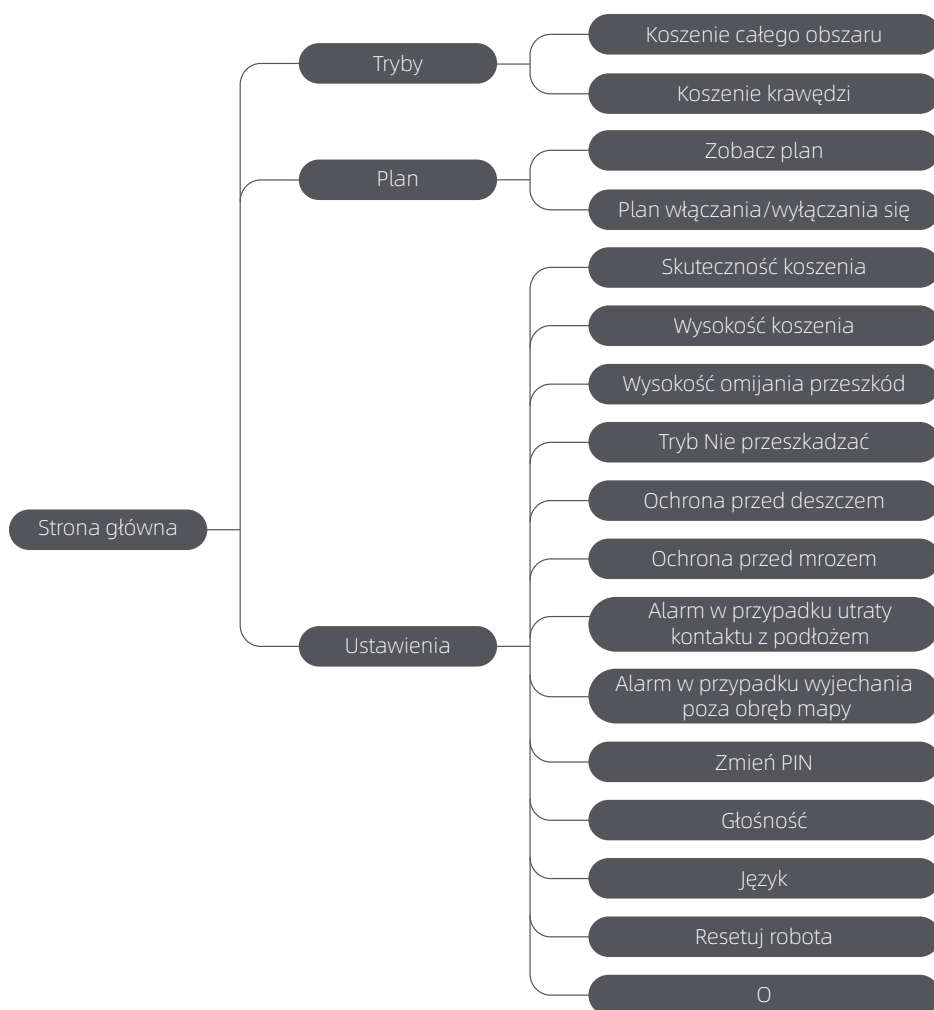 Strona główna
Tryby
Koszenie całego obszaru
Koszenie krawędzi
Plan
Zobacz plan
Plan włączania/wyłączania się
Ustawienia
Skuteczność koszenia
Wysokość koszenia
Wysokość omijania przeszkód
Tryb Nie przeszkadzać
Ochrona przed deszczem
Ochrona przed mrozem
Alarm w przypadku utraty
kontaktu z podłożem
Alarm w przypadku wyjechania
poza obręb mapy
Zmień PIN
Głośność
Język
Resetuj robota
O